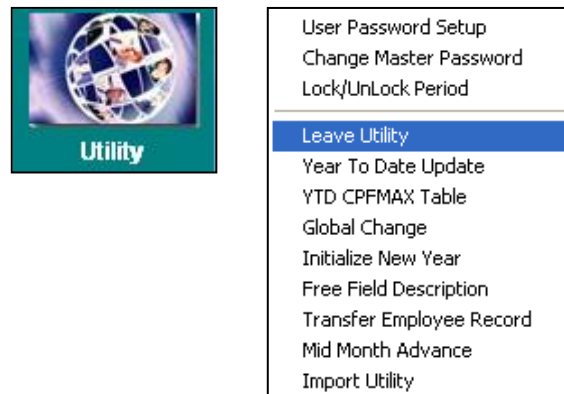 Utility
User Password Setup
Change Master Password
Lock/UnLock Period
Leave Utility
Year To Date Update
YTD CPFMAX Table
Global Change
Initialize New Year
Free Field Description
Transfer Employee Record
Mid Month Advance
Import Utility